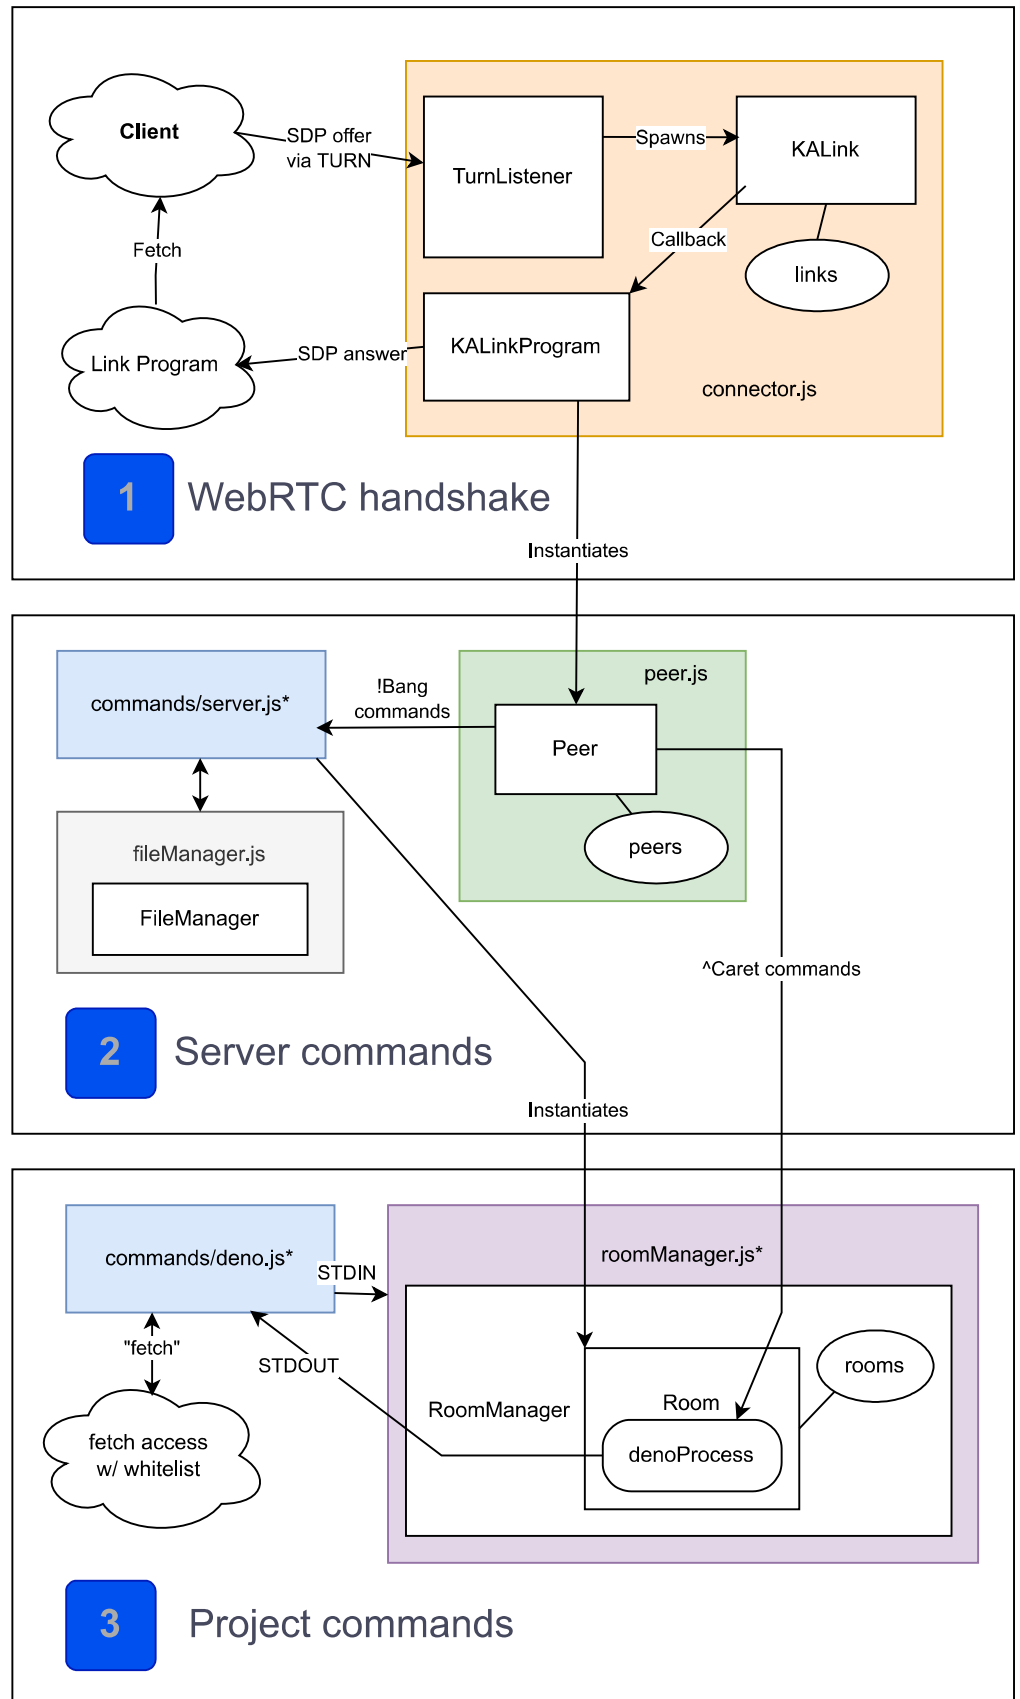 Client
SDP offer
via TURN
TurnListener
Spawns
KALink
Callback
links
Fetch
Link Program
SDP answer
KALinkProgram
connector.js
1
WebRTC handshake
Instantiates
commands/server.js*
!Bang
commands
peer.js
Peer
peers
fileManager.js
FileManager
^Caret commands
2
Server commands
Instantiates
commands/deno.js*
STDIN
roomManager.js*
"fetch"
STDOUT
rooms
RoomManager
Room
denoProcess
fetch access
w/ whitelist
3
Project commands